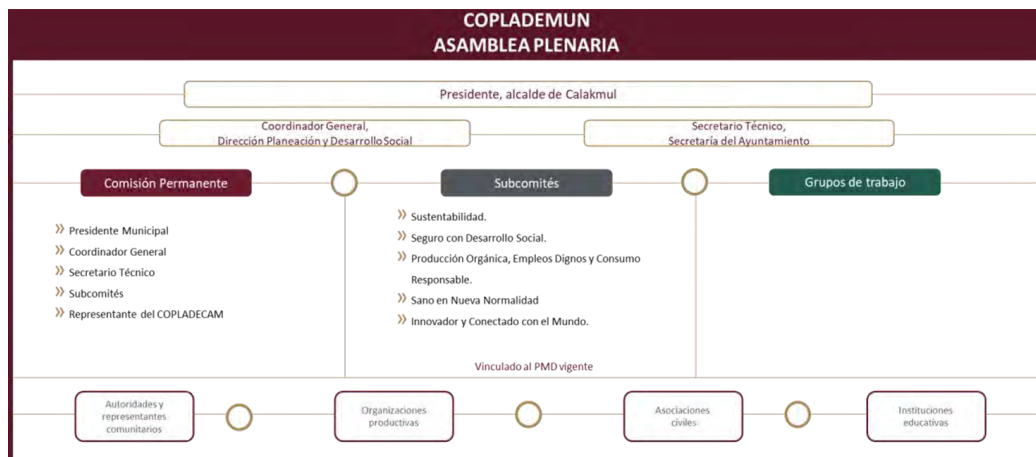 COPLADEMUN
ASAMBLEA PLENARIA
Presidente, alcalde de Calakmul
Coordinador General,
Dirección Planeación y Desarrollo Social
Secretario Técnico,
Secretaría del Ayuntamiento
Comisión Permanente
Subcomités
Grupos de trabajo
Presidente Municipal
Coordinador General
Secretario Técnico
Subcomités
Representante del COPLADECAM
Sustentabilidad.
Seguro con Desarrollo Social.
Producción Orgánica, Empleos Dignos y Consumo
Responsable.
Sano en Nueva Normalidad
Innovador y Conectado con el Mundo.
Vinculado al PMD vigente
Autoridades y
representantes
comunitarios
Organizaciones
productivas
Asociaciones
civiles
Instituciones
educativas